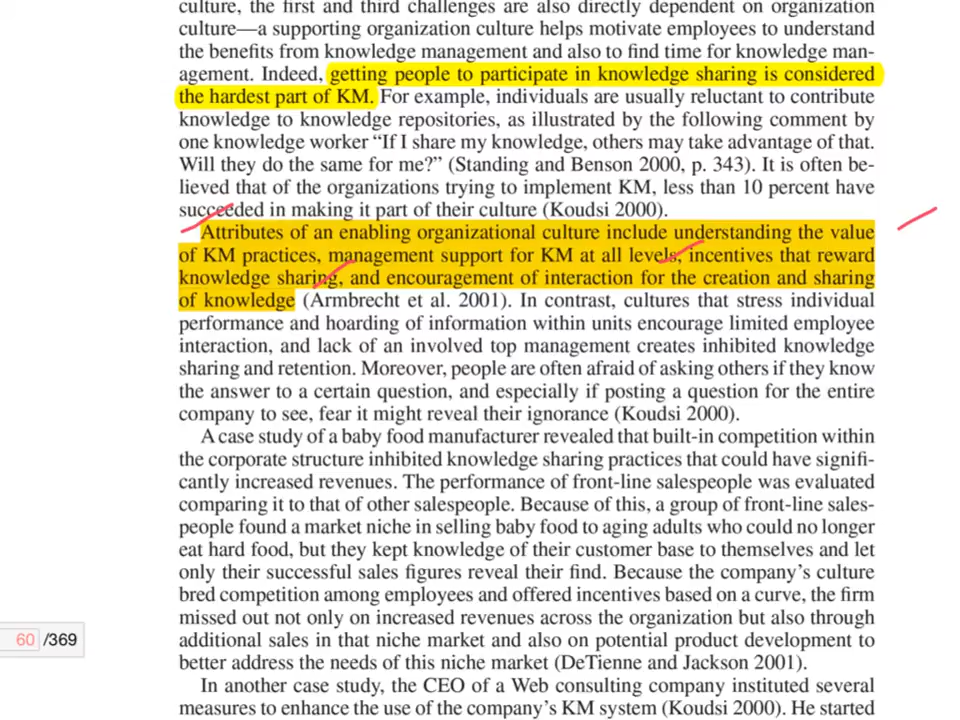 culture, the first and third challenges are also directly dependent on organization
culture—a supporting organization culture helps motivate employees to understand
the benefits from knowledge management and also to find time for knowledge man-
agement. Indeed, getting people to participate in knowledge sharing is considered
the hardest part of KM. For example, individuals are usually reluctant to contribute
knowledge to knowledge repositories, as illustrated by the following comment by
one knowledge worker “If I share my knowledge, others may take advantage of that.
Will they do the same for me?” (Standing and Benson 2000, p. 343). It is often be-
lieved that of the organizations trying to implement KM, less than 10 percent have
succeeded in making it part of their culture (Koudsi 2000).
Attributes of an enabling organizational culture include understanding the value
of KM practices, management support for KM at all levels, incentives that reward
knowledge sharing, and encouragement of interaction for the creation and sharing
of knowledge (Armbrecht et al. 2001). In contrast, cultures that stress individual
performance and hoarding of information within units encourage limited employee
interaction, and lack of an involved top management creates inhibited knowledge
sharing and retention. Moreover, people are often afraid of asking others if they know
the answer to a certain question, and especially if posting a question for the entire
company to see, fear it might reveal their ignorance (Koudsi 2000).
A case study of a baby food manufacturer revealed that built-in competition within
the corporate structure inhibited knowledge sharing practices that could have signifi-
cantly increased revenues. The performance of front-line salespeople was evaluated
comparing it to that of other salespeople. Because of this, a group of front-line sales-
people found a market niche in selling baby food to aging adults who could no longer
eat hard food, but they kept knowledge of their customer base to themselves and let
only their successful sales figures reveal their find. Because the company’s culture
bred competition among employees and offered incentives based on a curve, the firm
missed out not only on increased revenues across the organization but also through
additional sales in that niche market and also on potential product development to
better address the needs of this niche market (DeTienne and Jackson 2001).
In another case study, the CEO of a Web consulting company instituted several
measures to enhance the use of the company’s KM system (Koudsi 2000). He started
60 /369